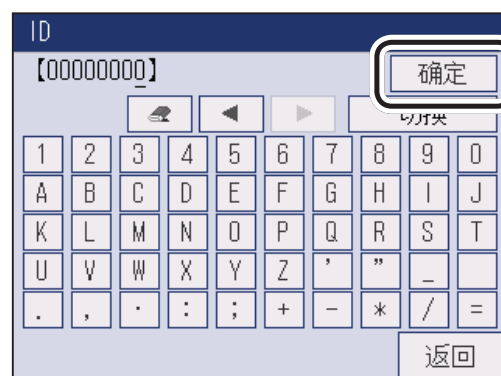 ID
【00000000】 确定
切换
1 2 3 4 5 6 7 8 9 0
A B C D E F G H I J
K L M N O P Q R S T
U V W X Y Z ’ ” _
. , · : ; + − * / =
返回